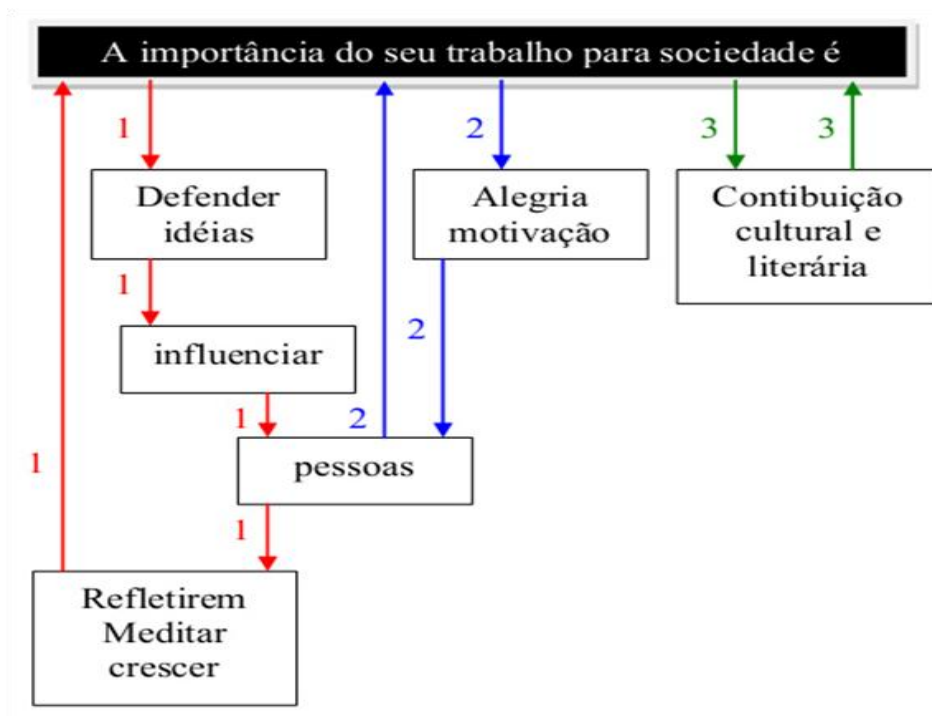 A importância do seu trabalho para sociedade é
1
2
3
3
Defender
idéias
Alegria
motivação
Contibuição
cultural e
literária
1
2
influenciar
1
2
pessoas
1
1
Refletirem
Meditar
crescer